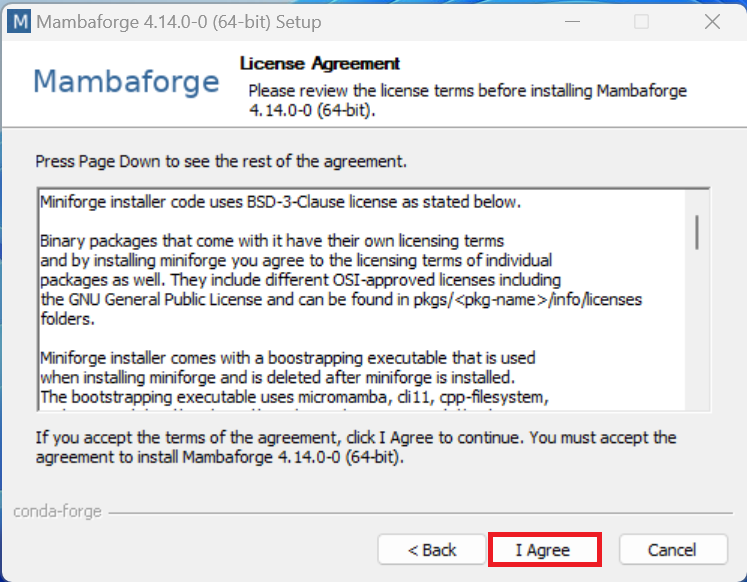 M Mambaforge 4.14.0-0 (64-bit) Setup
Mambaforge
License Agreement
Please review the license terms before installing Mambaforge
4.14.0-0 (64-bit).
Press Page Down to see the rest of the agreement.
Miniforge installer code uses BSD-3-Clause license as stated below.
Binary packages that come with it have their own licensing terms
and by installing miniforge you agree to the licensing terms of individual
packages as well. They include different OSI-approved licenses including
the GNU General Public License and can be found in pkgs/<pkg-name>/info/licenses
folders.
Miniforge installer comes with a boostrapping executable that is used
when installing miniforge and is deleted after miniforge is installed.
The bootstrapping executable uses micromamba, cli11, cpp-filesystem,
If you accept the terms of the agreement, click I Agree to continue. You must accept the
agreement to install Mambaforge 4.14.0-0 (64-bit).
conda-forge
< Back
I Agree
Cancel